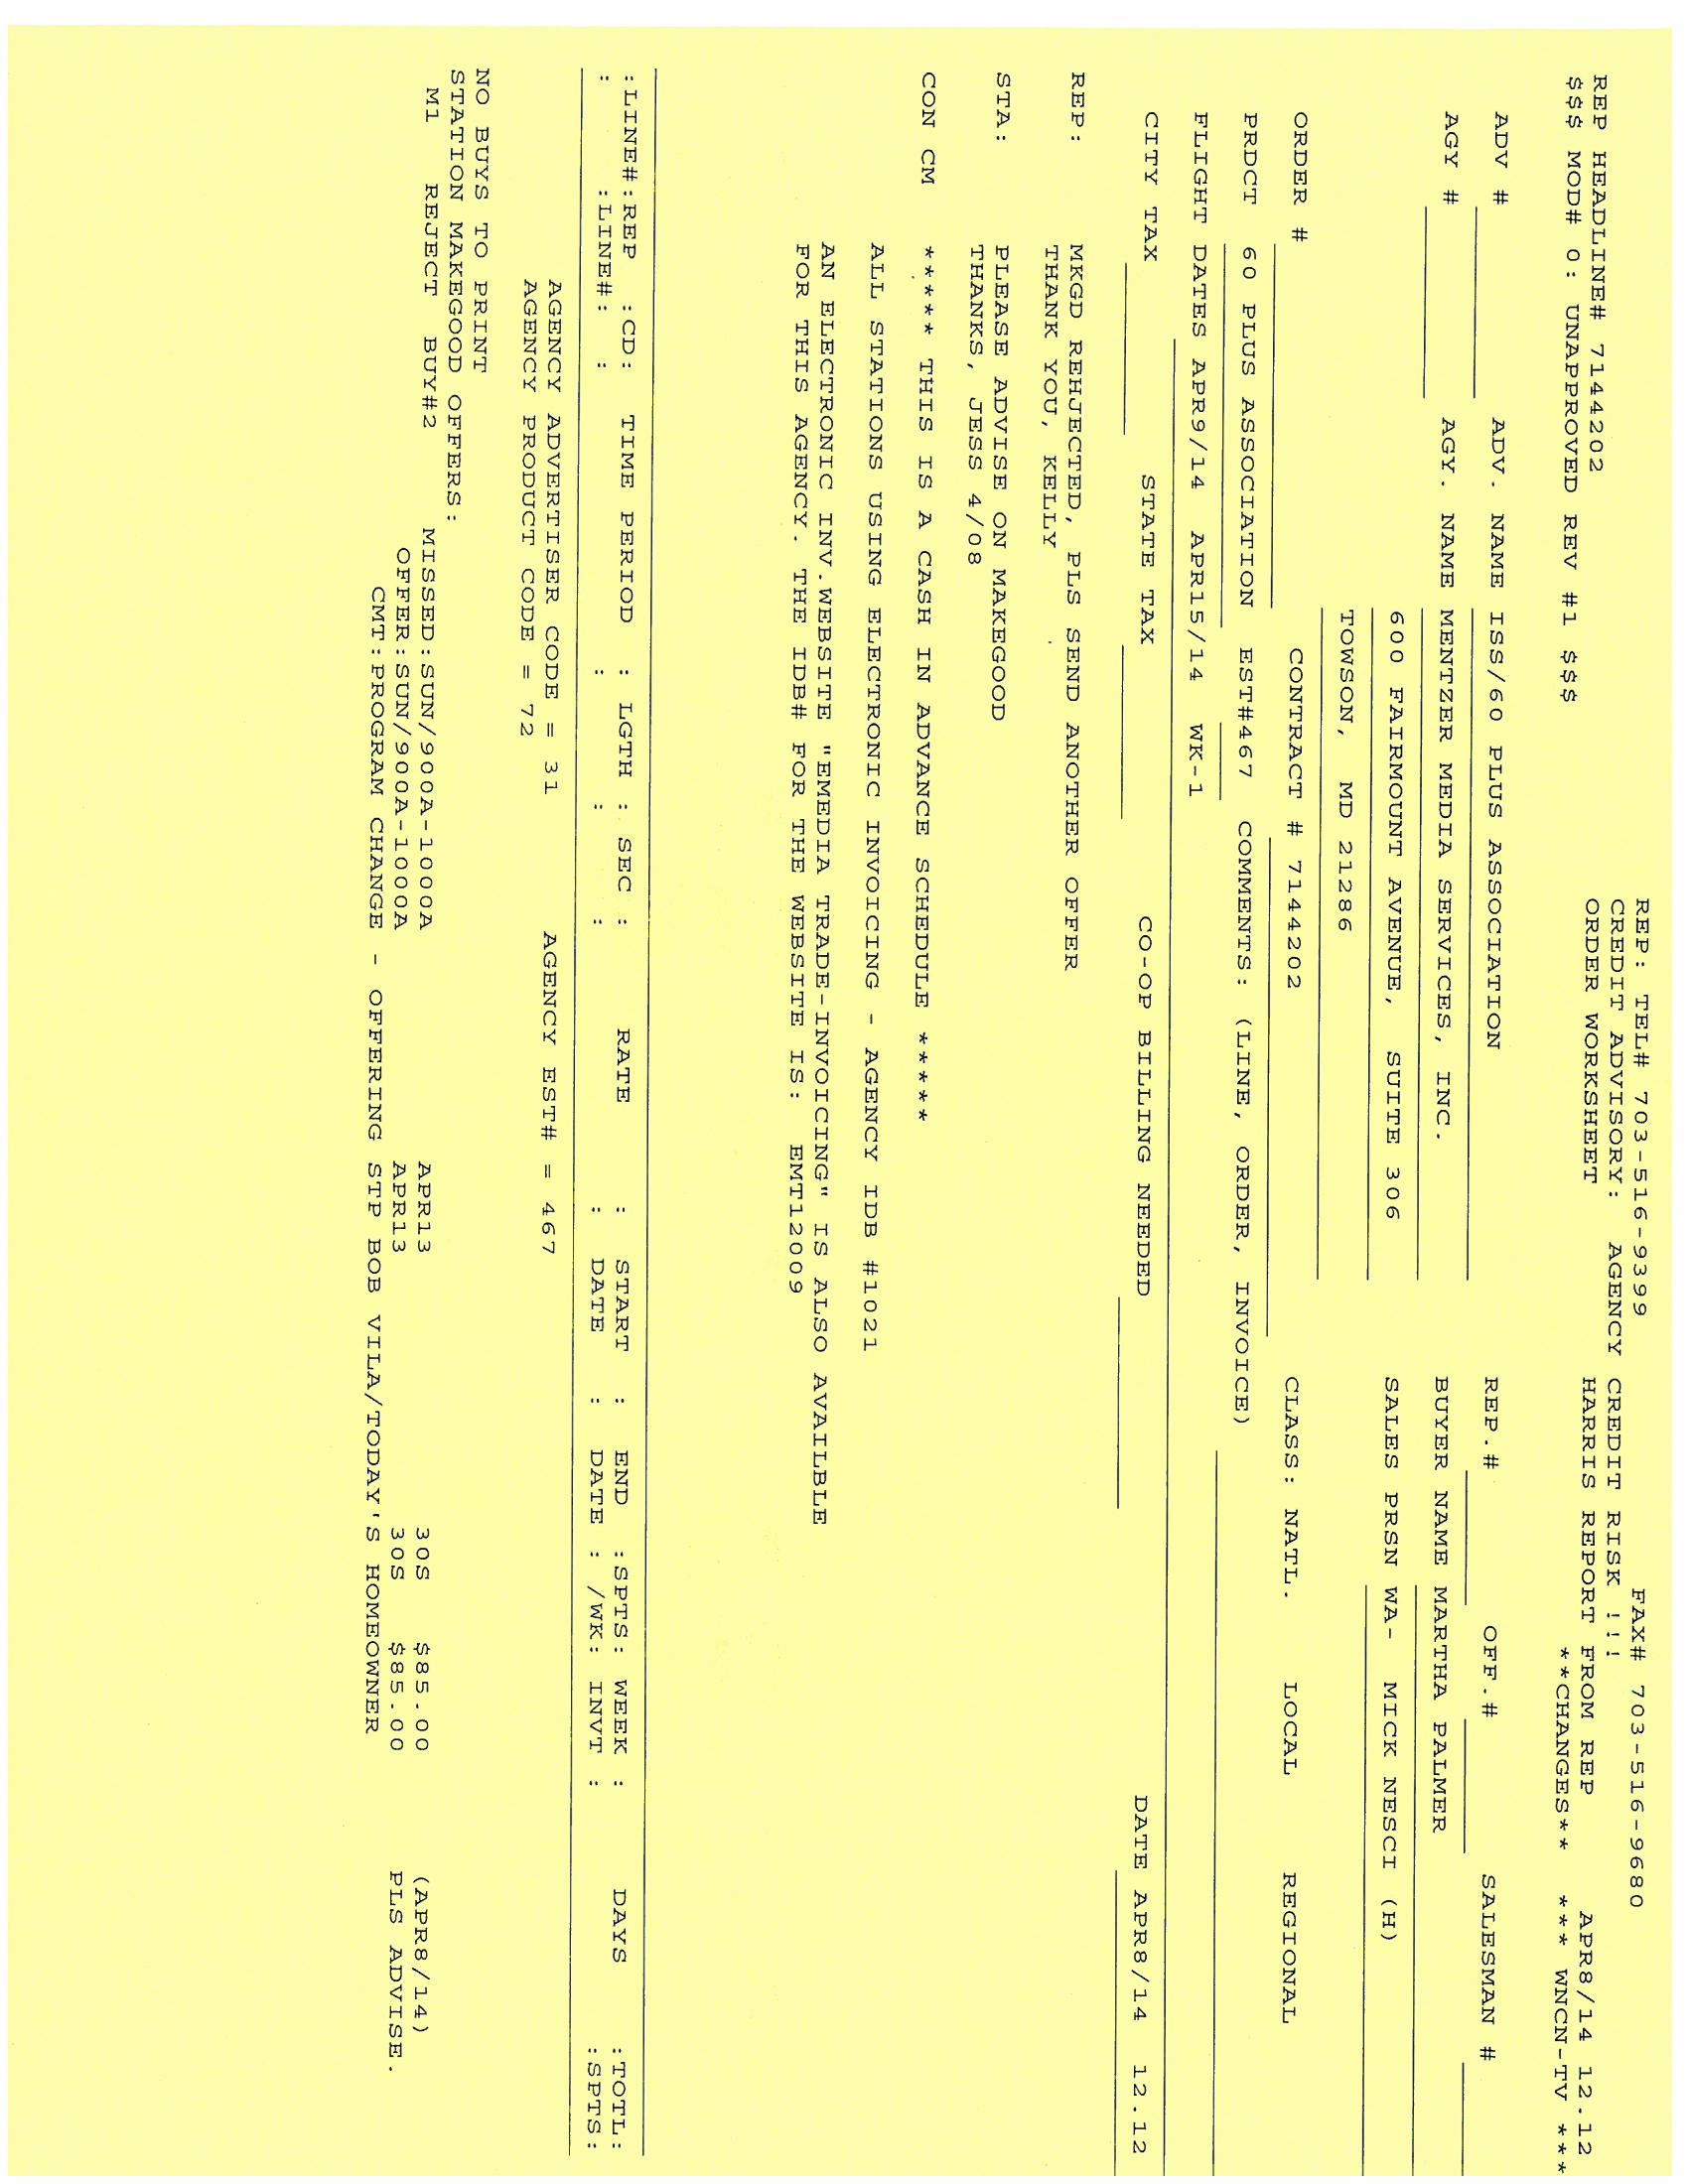 REP: TEL# 703-516-9399 FAX# 703-516-9680
CREDIT ADVISORY: AGENCY CREDIT RISK !!!
ORDER WORKSHEET HARRIS REPORT FROM REP APR8/14 12.12
REP HEADLINE# 7144202 **CHANGES** *** WNCN-TV ***
$$$ MOD# 0: UNAPPROVED REV #1 $$$
ADV # ADV. NAME ISS/60 PLUS ASSOCIATION REP.# OFF.# SALESMAN #
AGY # AGY. NAME MENTZER MEDIA SERVICES, INC. BUYER NAME MARTHA PALMER
600 FAIRMOUNT AVENUE, SUITE 306 SALES PRSN WA- MICK NESCI (H)
TOWSON, MD 21286
ORDER # CONTRACT # 7144202 CLASS: NATL. LOCAL REGIONAL
PRDCT 60 PLUS ASSOCIATION EST#467 COMMENTS: (LINE, ORDER, INVOICE)
FLIGHT DATES APR9/14 APR15/14 WK-1
CITY TAX STATE TAX CO-OP BILLING NEEDED DATE APR8/14 12.12
REP: MKGD REHJECTED, PLS SEND ANOTHER OFFER
THANK YOU, KELLY
STA: PLEASE ADVISE ON MAKEGOOD
THANKS, JESS 4/08
CON CM ***** THIS IS A CASH IN ADVANCE SCHEDULE *****
ALL STATIONS USING ELECTRONIC INVOICING - AGENCY IDB #1021
AN ELECTRONIC INV.WEBSITE "EMEDIA TRADE-INVOICING" IS ALSO AVAILBLE
FOR THIS AGENCY. THE IDB# FOR THE WEBSITE IS: EMT12009
:LINE#:REP :CD: TIME PERIOD : LGTH : SEC : RATE : START : END :SPTS: WEEK : DAYS :TOTL:
: :LINE#: : : : : : DATE : DATE : /WK: INVT : :SPTS:
AGENCY ADVERTISER CODE = 31 AGENCY EST# = 467
AGENCY PRODUCT CODE = 72
NO BUYS TO PRINT
STATION MAKEGOOD OFFERS:
M1 REJECT BUY#2 MISSED:SUN/900A-1000A APR13 30S $85.00 (APR8/14)
OFFER:SUN/900A-1000A APR13 30S $85.00 PLS ADVISE.
CMT:PROGRAM CHANGE - OFFERING STP BOB VILA/TODAY'S HOMEOWNER